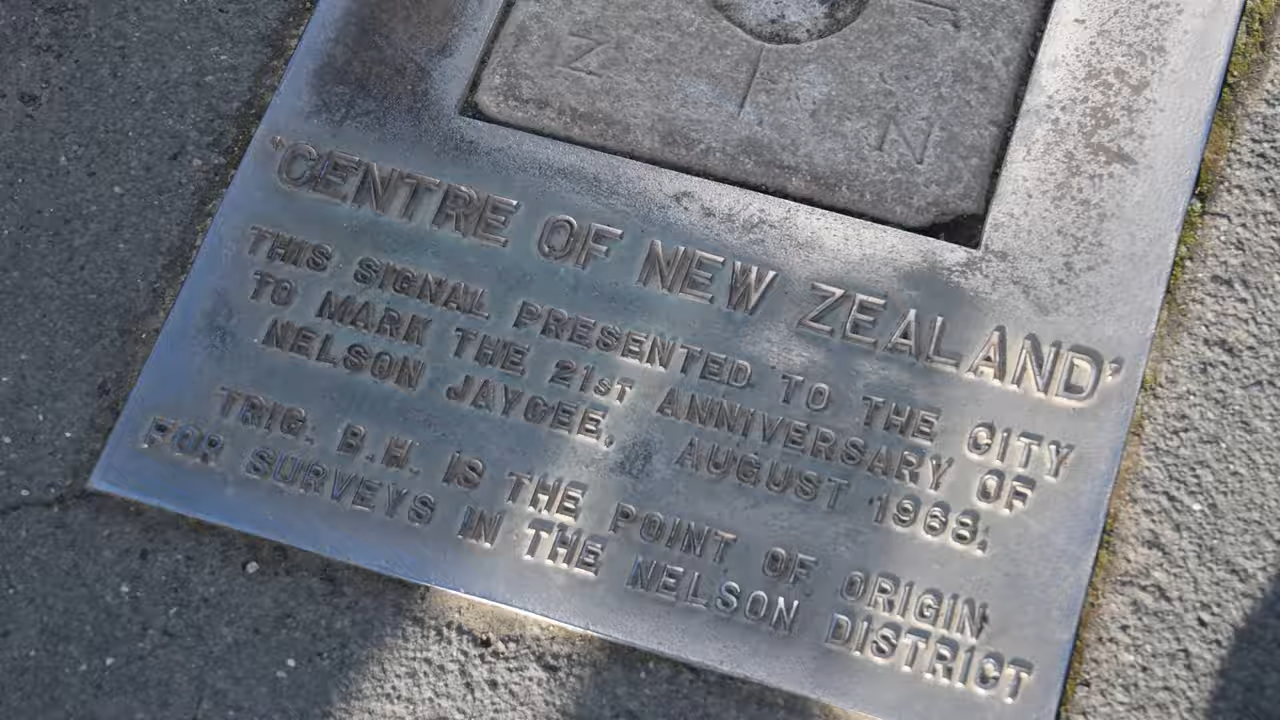 Z N
'CENTRE OF NEW ZEALAND'
THIS SIGNAL PRESENTED TO THE CITY
TO MARK THE 21ST ANNIVERSARY OF
NELSON JAYCEE. AUGUST 1968.
TRIG. B.H. IS THE POINT OF ORIGIN
FOR SURVEYS IN THE NELSON DISTRICT